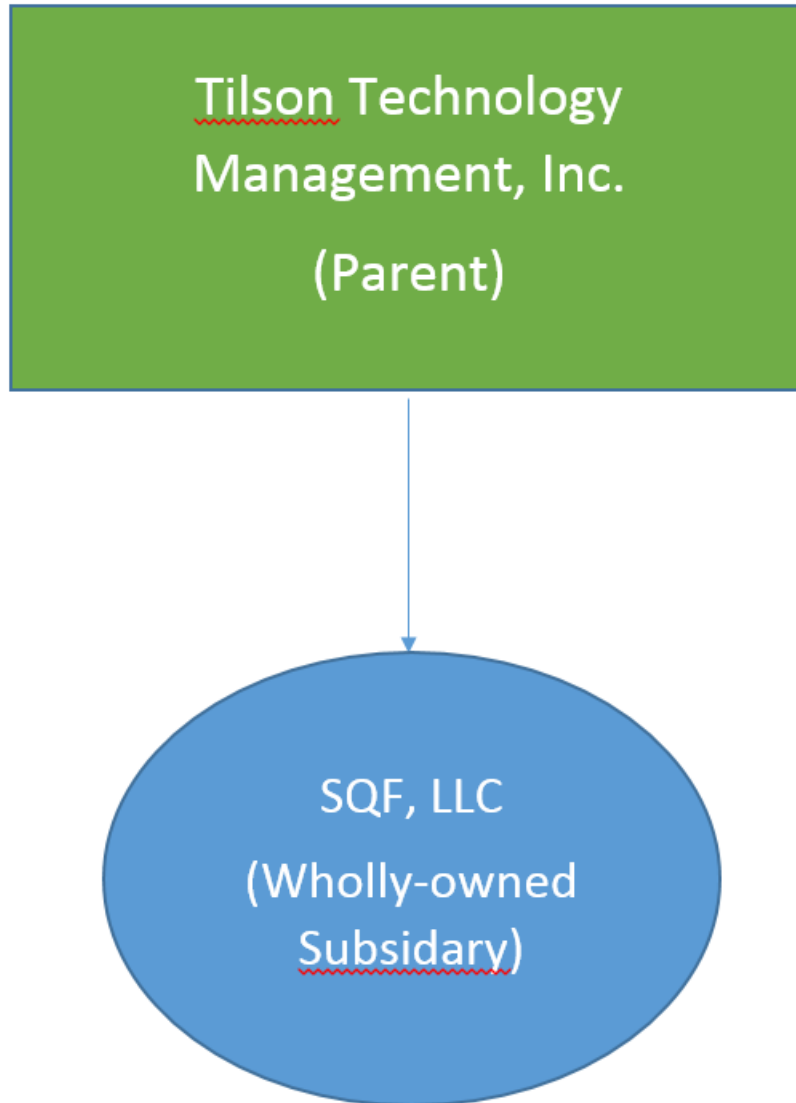 Tilson Technology
Management, Inc.
(Parent)
SQF, LLC
(Wholly-owned
Subsidary)